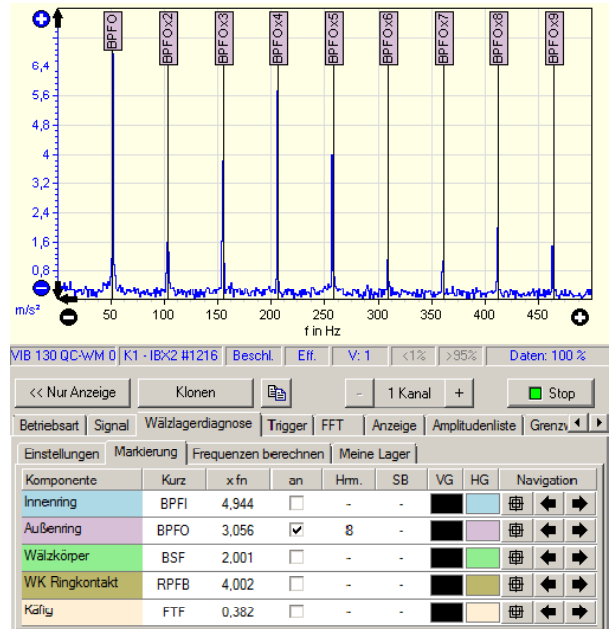 BPFO BPFOx2 BPFOx3 BPFOx4 BPFOx5 BPFOx6 BPFOx7 BPFOx8 BPFOx9
6,4
5,6
4,8
4
3,2
2,4
1,6
0,8
m/s²
50 100 150 200 250 300 350 400 450
f in Hz
VIB 130 QC-WM 0 K1 - IBX2 #1216 Beschl. Eff. V: 1 <1% >95% Daten: 100 %
<< Nur Anzeige Klonen - 1 Kanal + Stop
Betriebsart Signal Wälzlagerdiagnose Trigger FFT Anzeige Amplitudenliste Grenzv
Einstellungen Markierung Frequenzen berechnen Meine Lager
Komponente Kurz x fn an Hrm. SB VG HG Navigation
Innenring BPFI 4,944 - -
Außenring BPFO 3,056 8 -
Wälzkörper BSF 2,001 - -
WK Ringkontakt RPFB 4,002 - -
Käfig FTF 0,382 - -